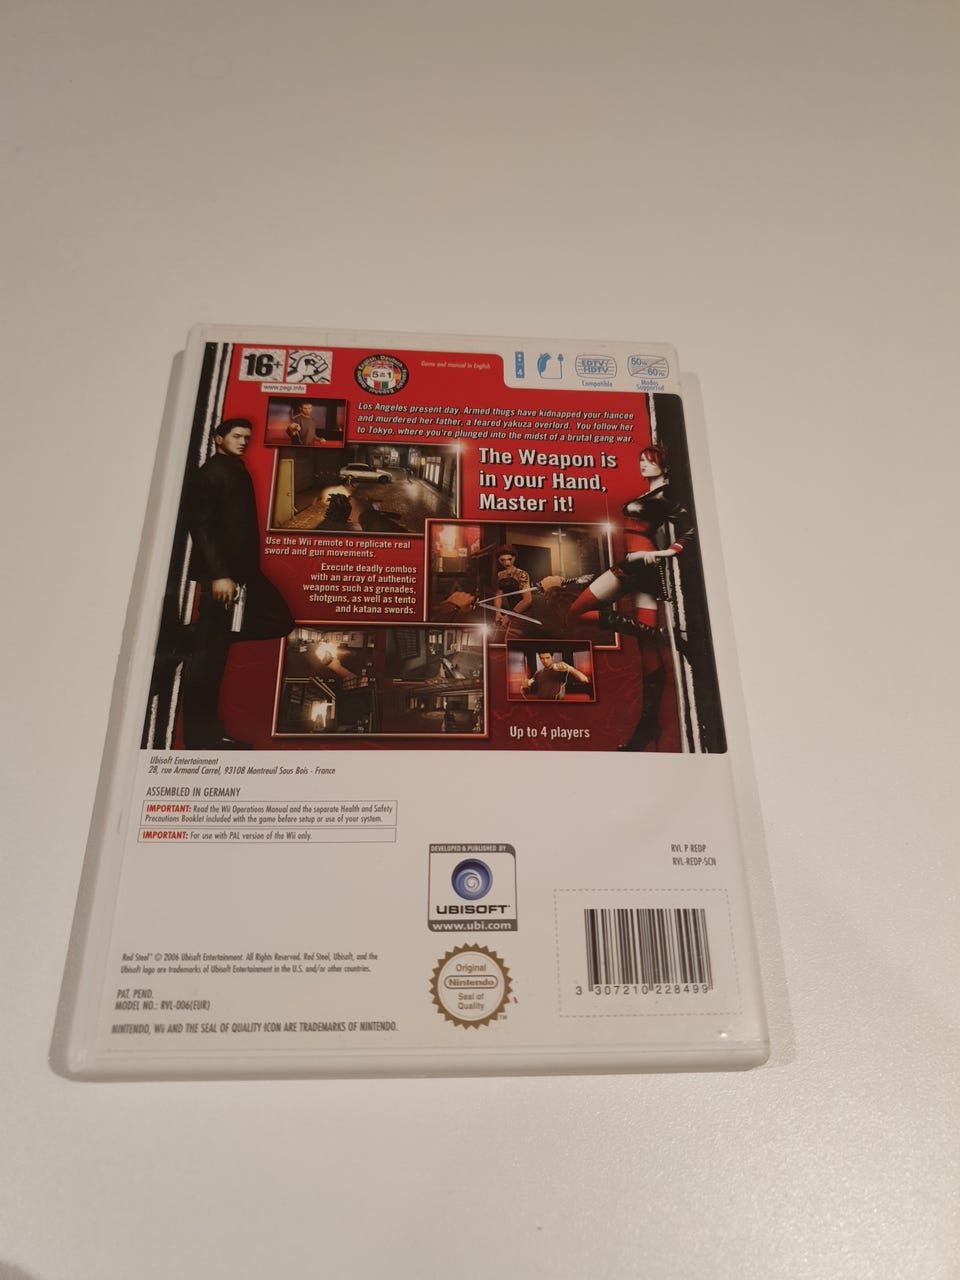 16+
www.pegi.info
English · Deutsch
5 in 1
Game and manual in English
4
EDTV/
HDTV
Compatible
50Hz
60Hz
Modes
Supported
Los Angeles present day. Armed thugs have kidnapped your fiancee
and murdered her father, a feared yakuza overlord. You follow her
to Tokyo, where you're plunged into the midst of a brutal gang war.
The Weapon is
in your Hand,
Master it!
Use the Wii remote to replicate real
sword and gun movements.
Execute deadly combos
with an array of authentic
weapons such as grenades,
shotguns, as well as tento
and katana swords.
Up to 4 players
Ubisoft Entertainment
28, rue Armand Carrel, 93108 Montreuil Sous Bois - France
ASSEMBLED IN GERMANY
IMPORTANT: Read the Wii Operations Manual and the separate Health and Safety
Precautions Booklet included with the game before setup or use of your system.
IMPORTANT: For use with PAL version of the Wii only.
RVL P REDP
RVL-REDP-SCN
DEVELOPED & PUBLISHED BY
UBISOFT
www.ubi.com
Red Steel™ © 2006 Ubisoft Entertainment. All Rights Reserved. Red Steel, Ubisoft, and the
Ubisoft logo are trademarks of Ubisoft Entertainment in the U.S. and/or other countries.
Original
Nintendo
Seal of
Quality
TM
3 307210 228499
PAT. PEND.
MODEL NO.: RVL-006(EUR)
NINTENDO, Wii AND THE SEAL OF QUALITY ICON ARE TRADEMARKS OF NINTENDO.